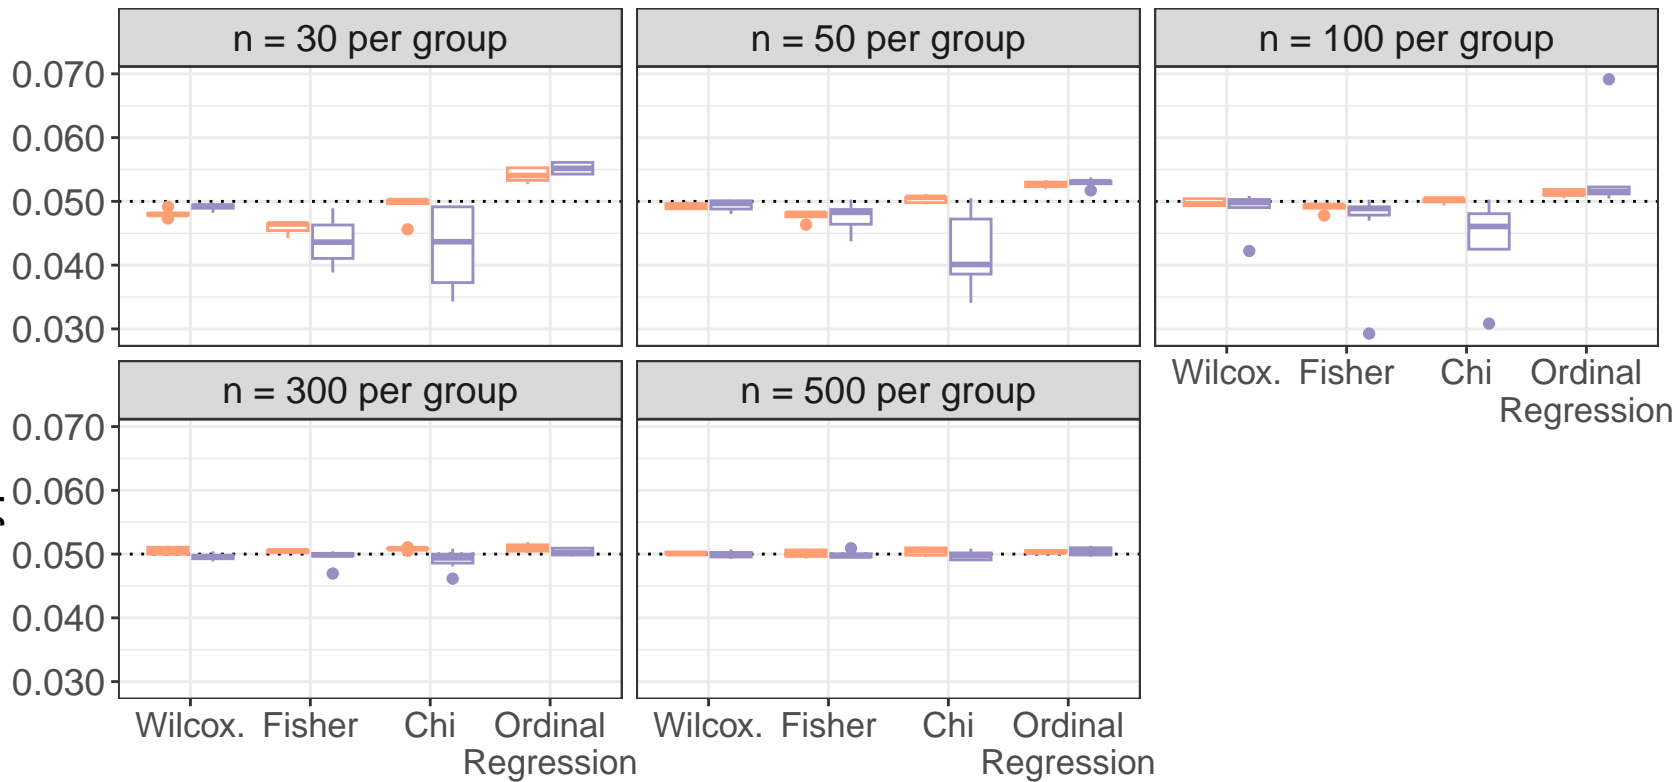 n = 30 per group
n = 50 per group
n = 100 per group
0.070
0.060
0.050
0.040
0.030
Wilcox. Fisher Chi Ordinal
Regression
n = 300 per group
n = 500 per group
0.070
0.060
0.050
0.040
0.030
Wilcox. Fisher Chi Ordinal
Regression
Wilcox. Fisher Chi Ordinal
Regression